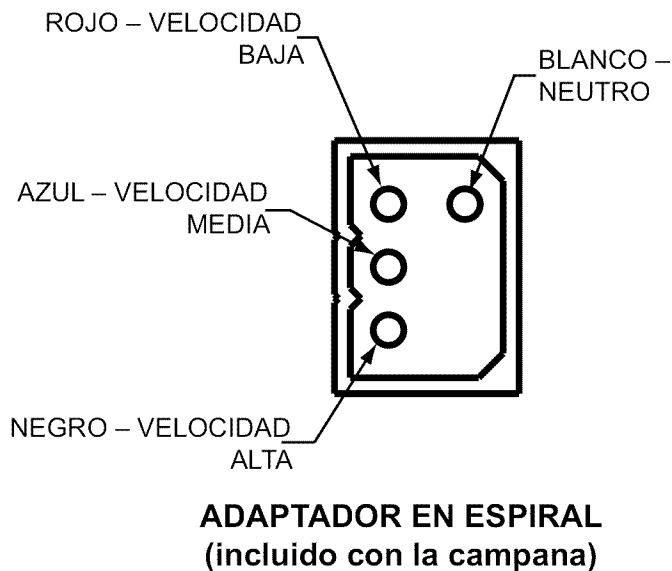 ROJO – VELOCIDAD
BAJA
BLANCO –
NEUTRO
AZUL – VELOCIDAD
MEDIA
NEGRO – VELOCIDAD
ALTA
ADAPTADOR EN ESPIRAL
(incluido con la campana)